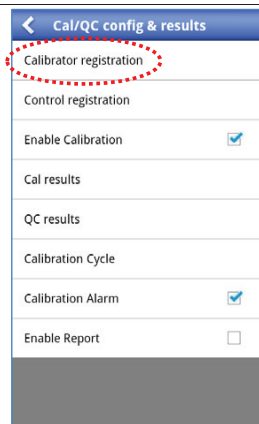 Cal/QC config & results
Calibrator registration
Control registration
Enable Calibration
Cal results
QC results
Calibration Cycle
Calibration Alarm
Enable Report